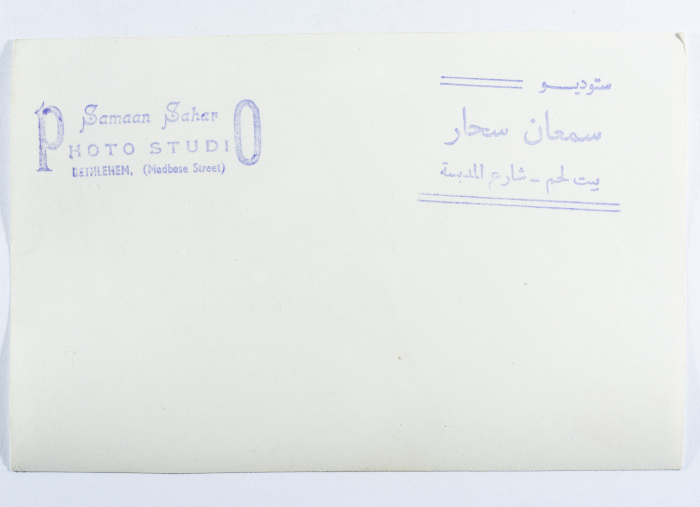 Samaan Sahar
PHOTO STUDIO
BETHLEHEM, (Madbase Street)
ستوديو
سمعان سحار
بيت لحم - شارع المدبسة